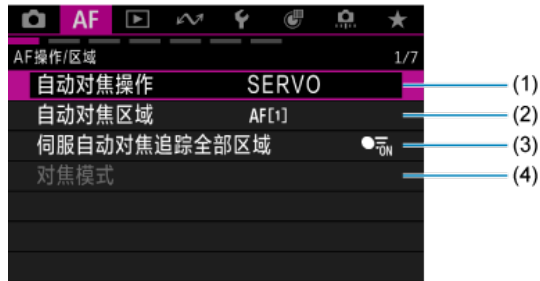 AF
AF操作/区域 1/7
自动对焦操作 SERVO (1)
自动对焦区域 AF[1] (2)
伺服自动对焦追踪全部区域 ON (3)
对焦模式 (4)